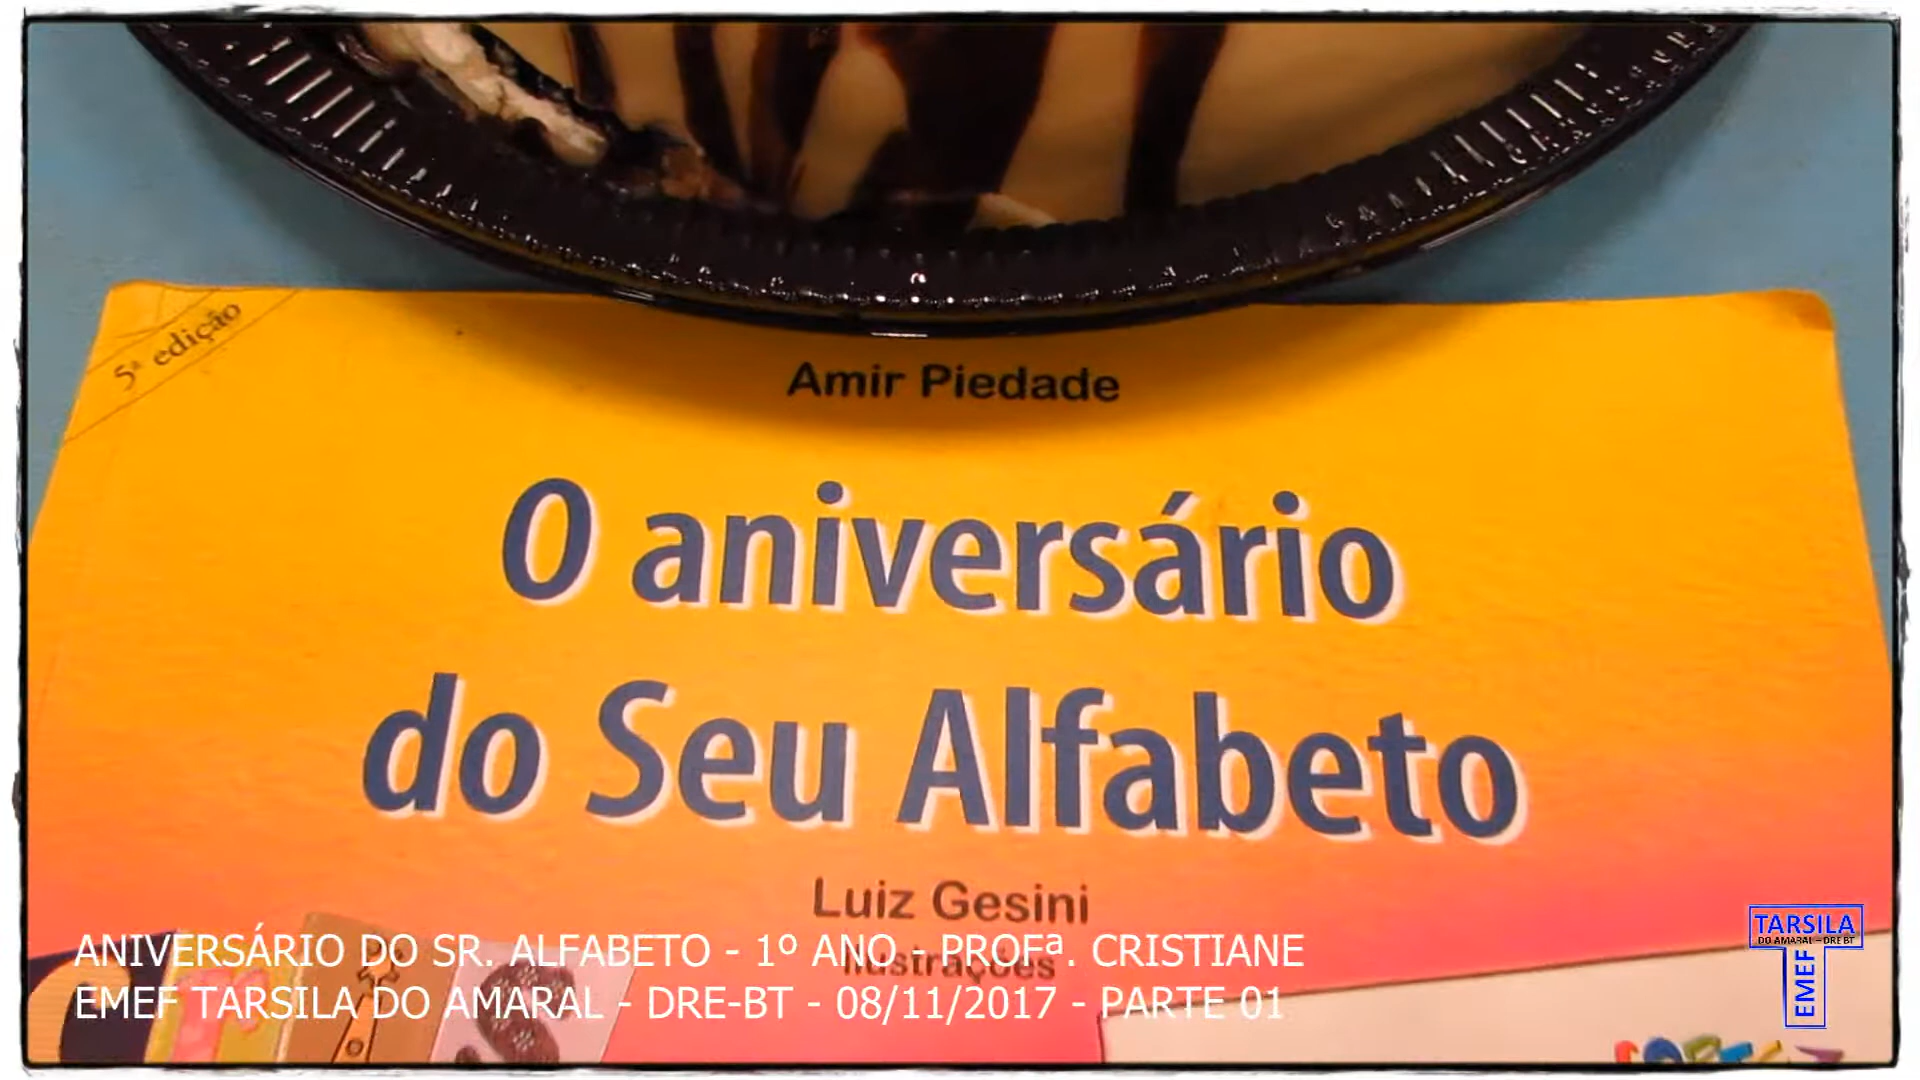 5ª edição
Amir Piedade
O aniversário
do Seu Alfabeto
Luiz Gesini
Ilustrações
ANIVERSÁRIO DO SR. ALFABETO - 1º ANO - PROFª. CRISTIANE
EMEF TARSILA DO AMARAL - DRE-BT - 08/11/2017 - PARTE 01
TARSILA
DO AMARAL - DRE BT
EMEF